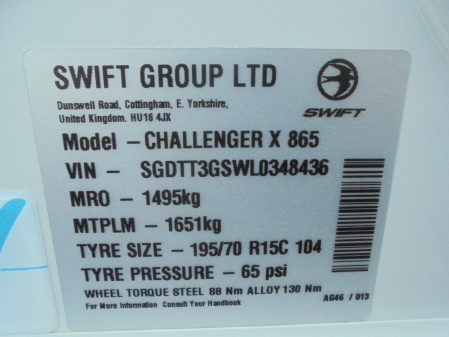 SWIFT GROUP LTD
Dunswell Road, Cottingham, E. Yorkshire,
United Kingdom. HU16 4JX
SWIFT
Model - CHALLENGER X 865
VIN - SGDTT3GSWL0348436
MRO - 1495kg
MTPLM - 1651kg
TYRE SIZE - 195/70 R15C 104
TYRE PRESSURE - 65 psi
WHEEL TORQUE STEEL 88 Nm ALLOY 130 Nm
For More Information Consult Your Handbook
AG46 / 013